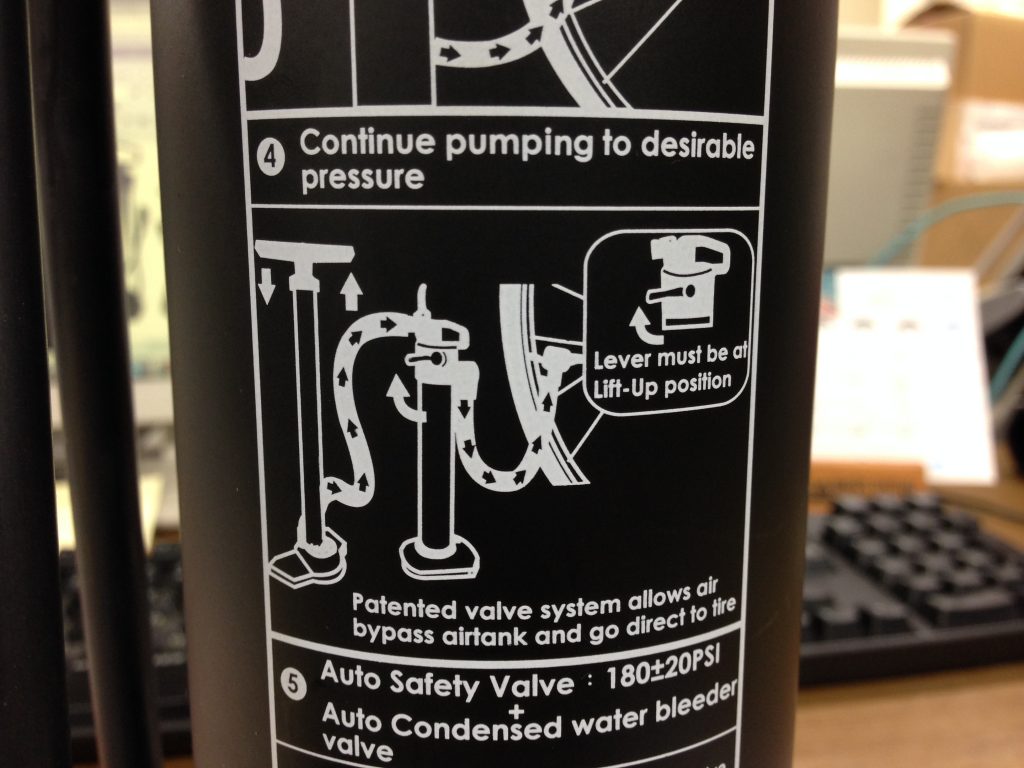 4 Continue pumping to desirable
pressure
Lever must be at
Lift-Up position
Patented valve system allows air
bypass airtank and go direct to tire
5 Auto Safety Valve : 180±20PSI
+
Auto Condensed water bleeder
valve